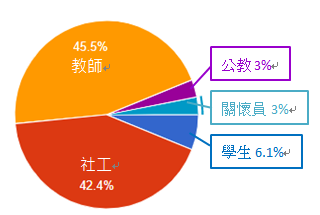 45.5%
教師
公教 3%
關懷員 3%
學生 6.1%
社工
42.4%